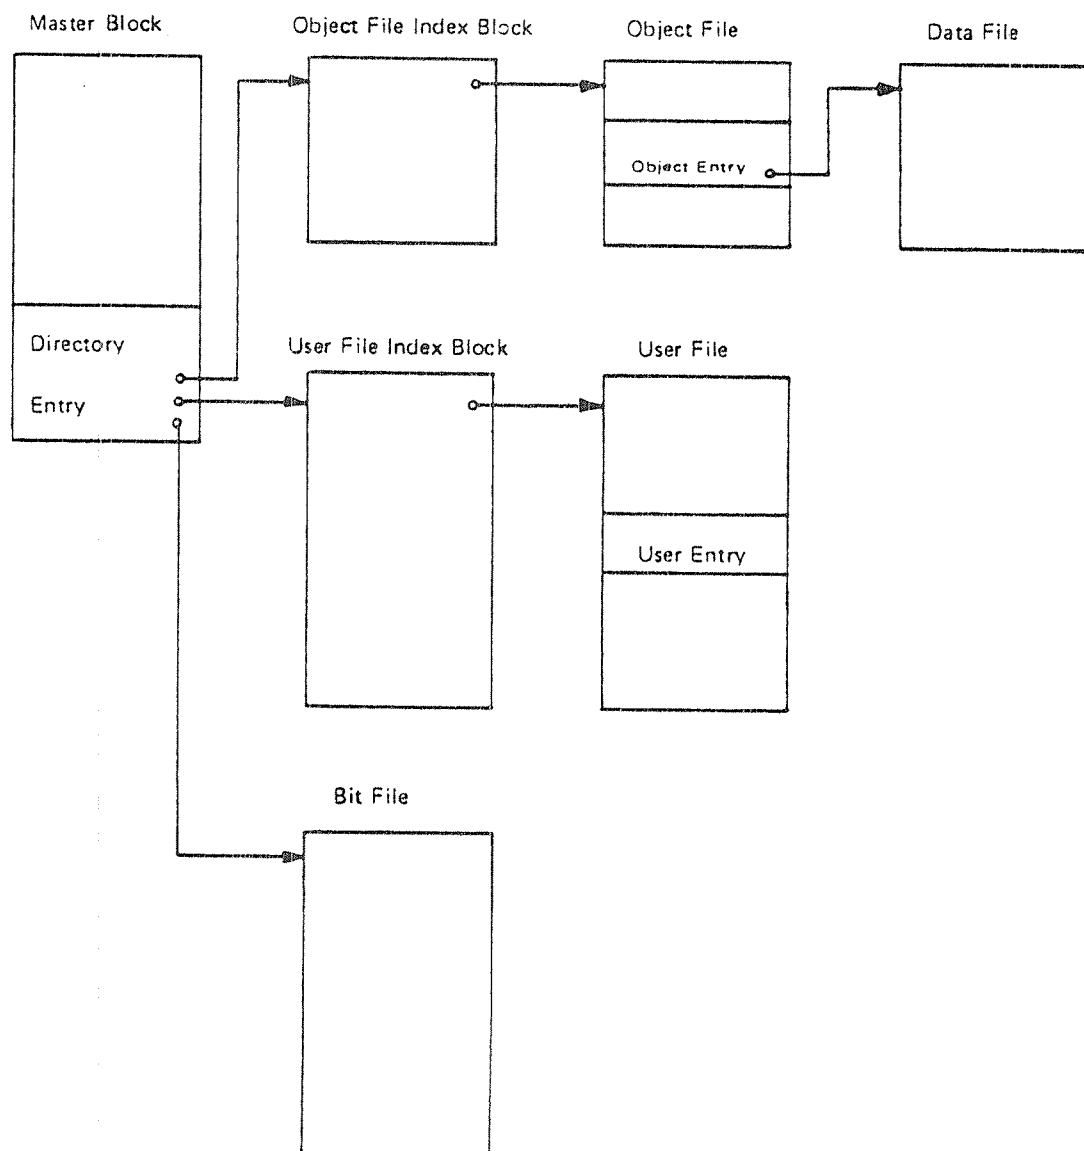 Master Block
Object File Index Block
Object File
Data File
Object Entry
Directory
Entry
User File Index Block
User File
User Entry
Bit File